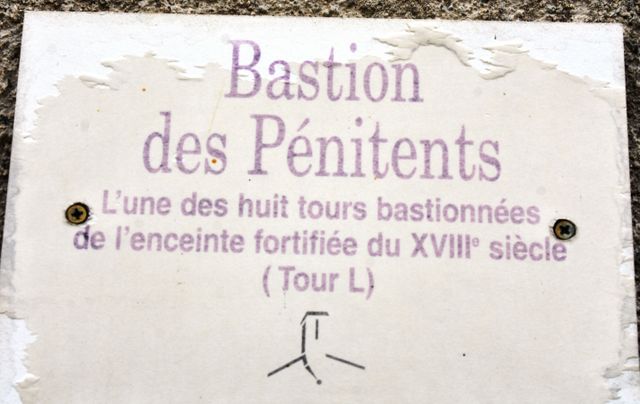 Bastion
des Pénitents
L'une des huit tours bastionnées
de l'enceinte fortifiée du XVIIIe siècle
( Tour L)